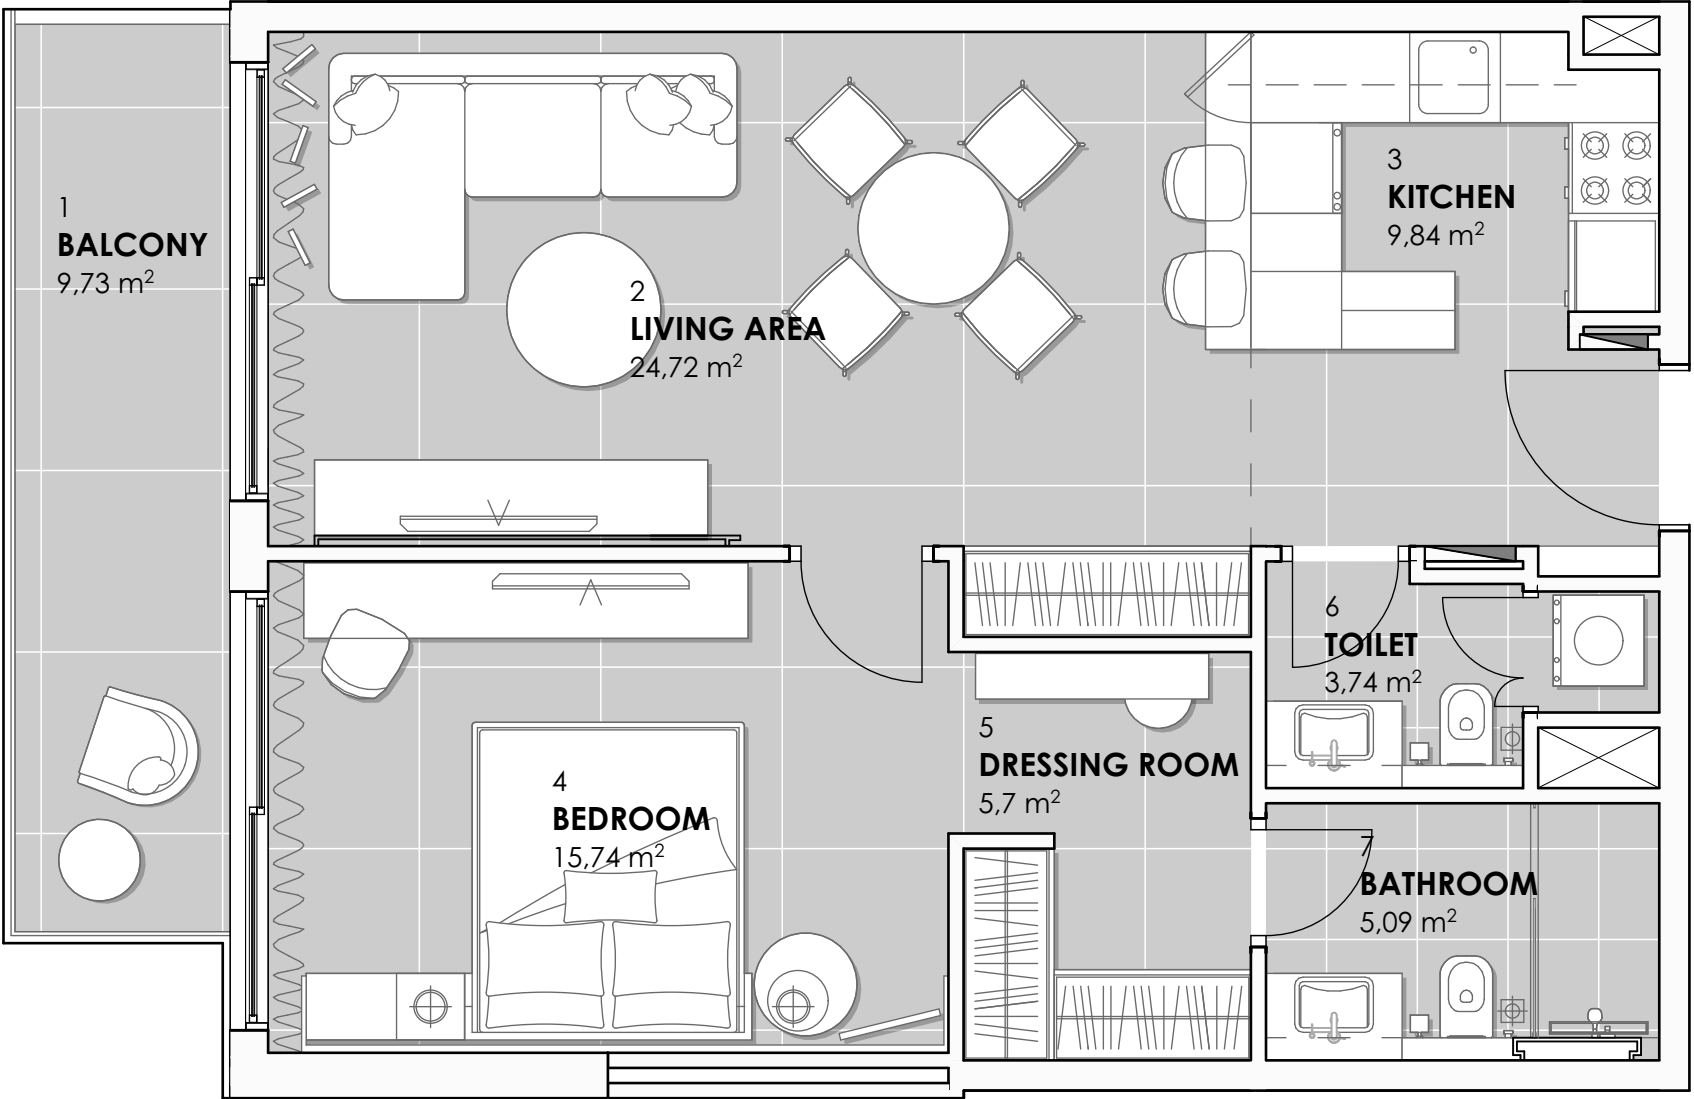 1
BALCONY
9,73 m²
2
LIVING AREA
24,72 m²
3
KITCHEN
9,84 m²
4
BEDROOM
15,74 m²
5
DRESSING ROOM
5,7 m²
6
TOILET
3,74 m²
7
BATHROOM
5,09 m²